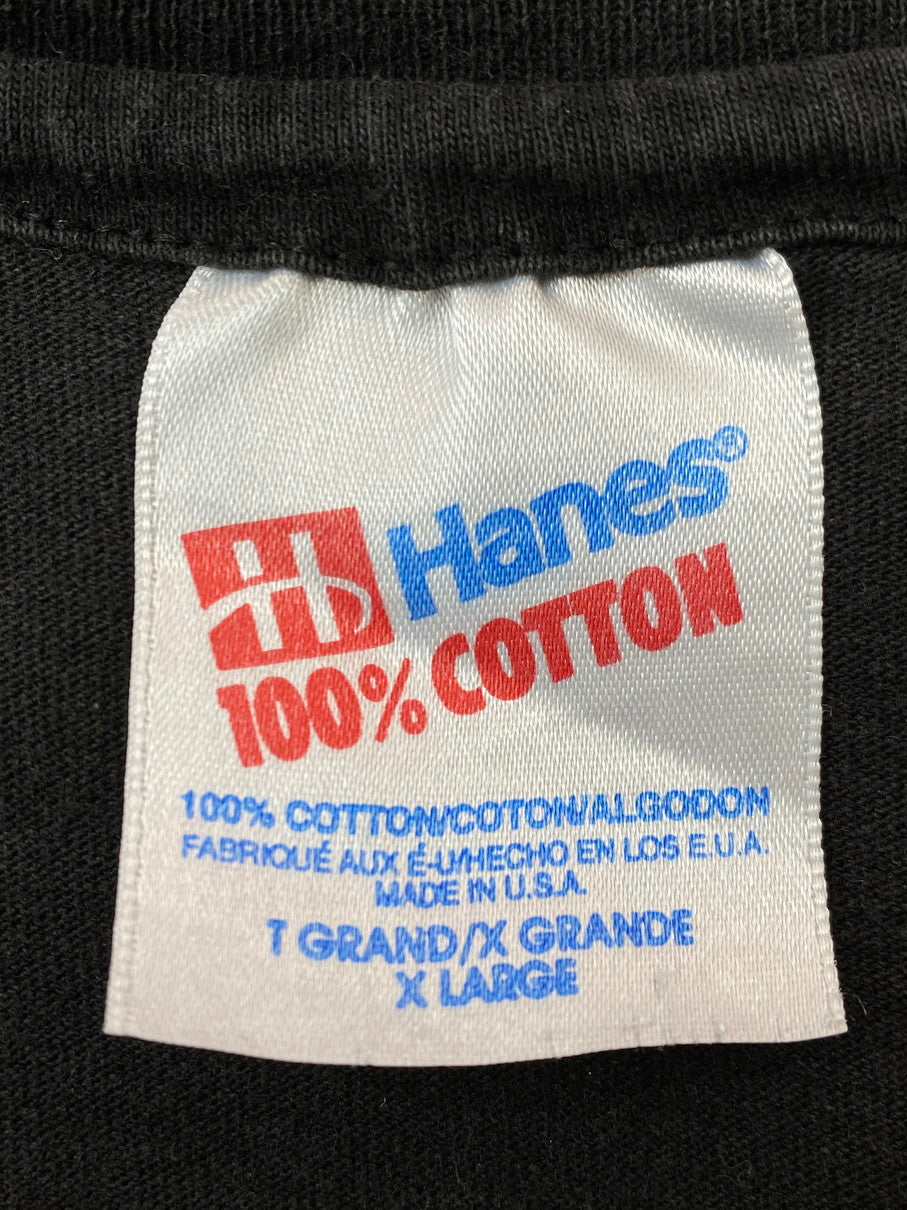 H Hanes®
100% COTTON
100% COTTON/COTON/ALGODON
FABRIQUÉ AUX É-U/HECHO EN LOS E.U.A.
MADE IN U.S.A.
T GRAND/X GRANDE
X LARGE